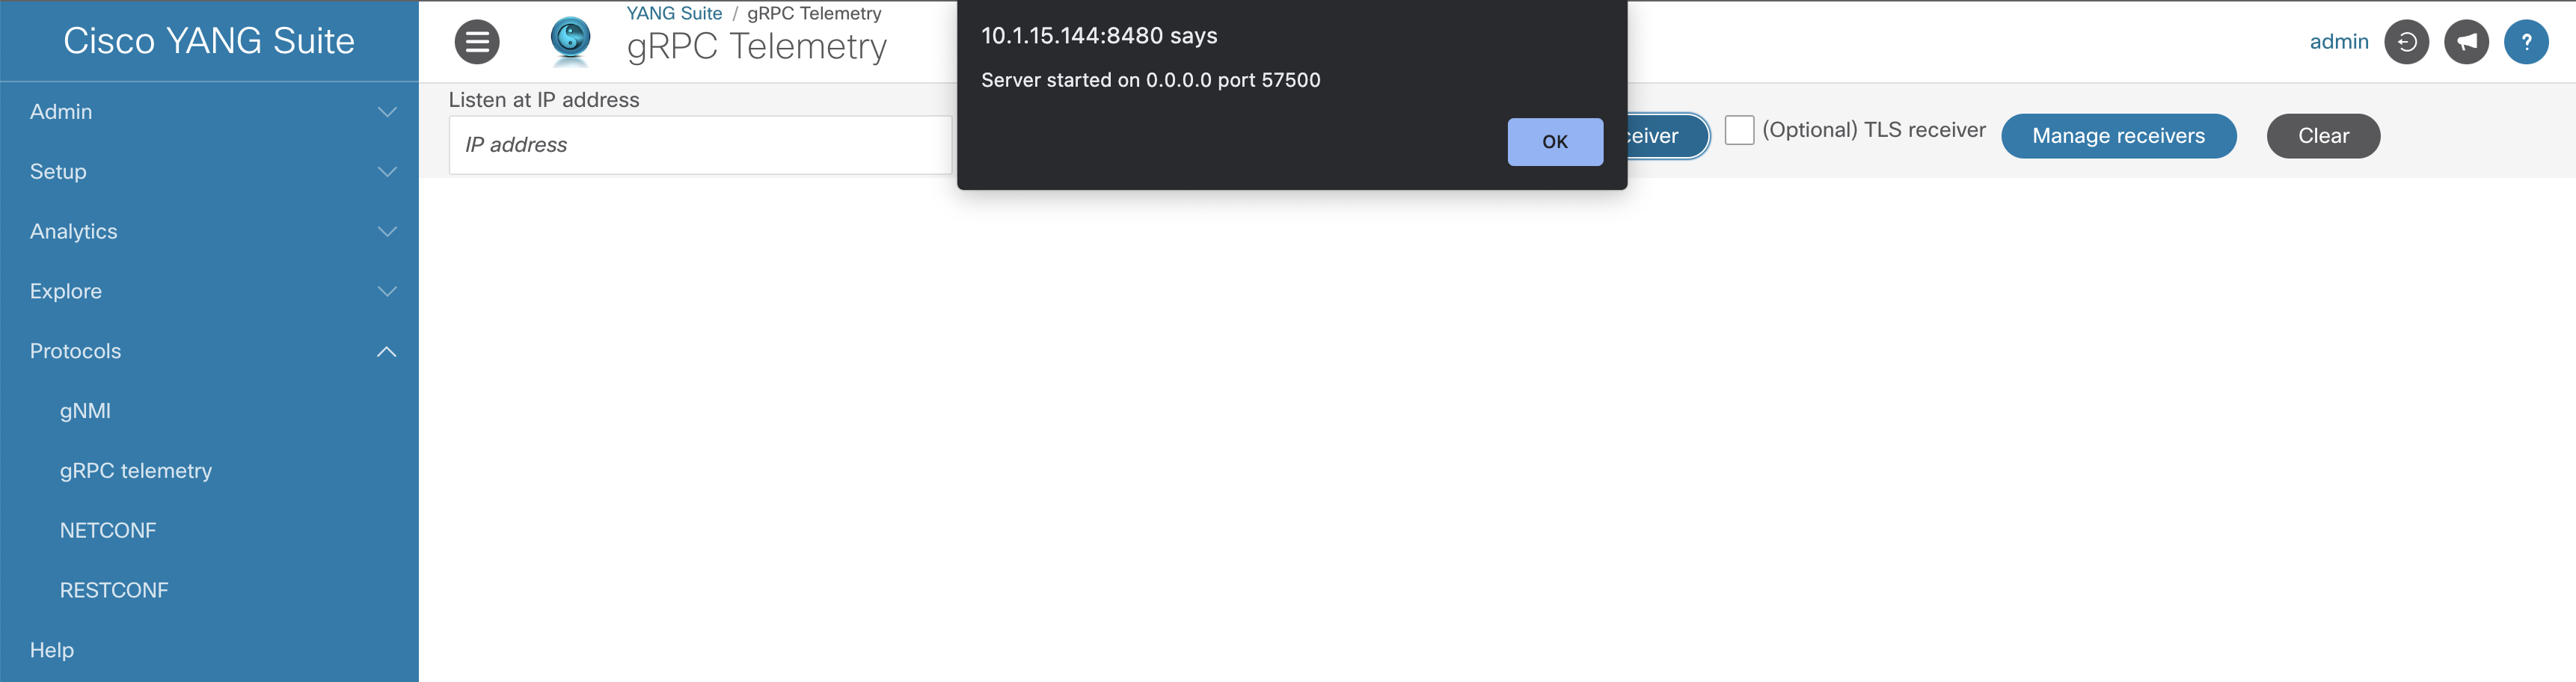 Cisco YANG Suite
Admin
Setup
Analytics
Explore
Protocols
gNMI
gRPC telemetry
NETCONF
RESTCONF
Help
YANG Suite / gRPC Telemetry
gRPC Telemetry
admin
?
Listen at IP address
IP address
10.1.15.144:8480 says
Server started on 0.0.0.0 port 57500
OK
eiver
(Optional) TLS receiver
Manage receivers
Clear